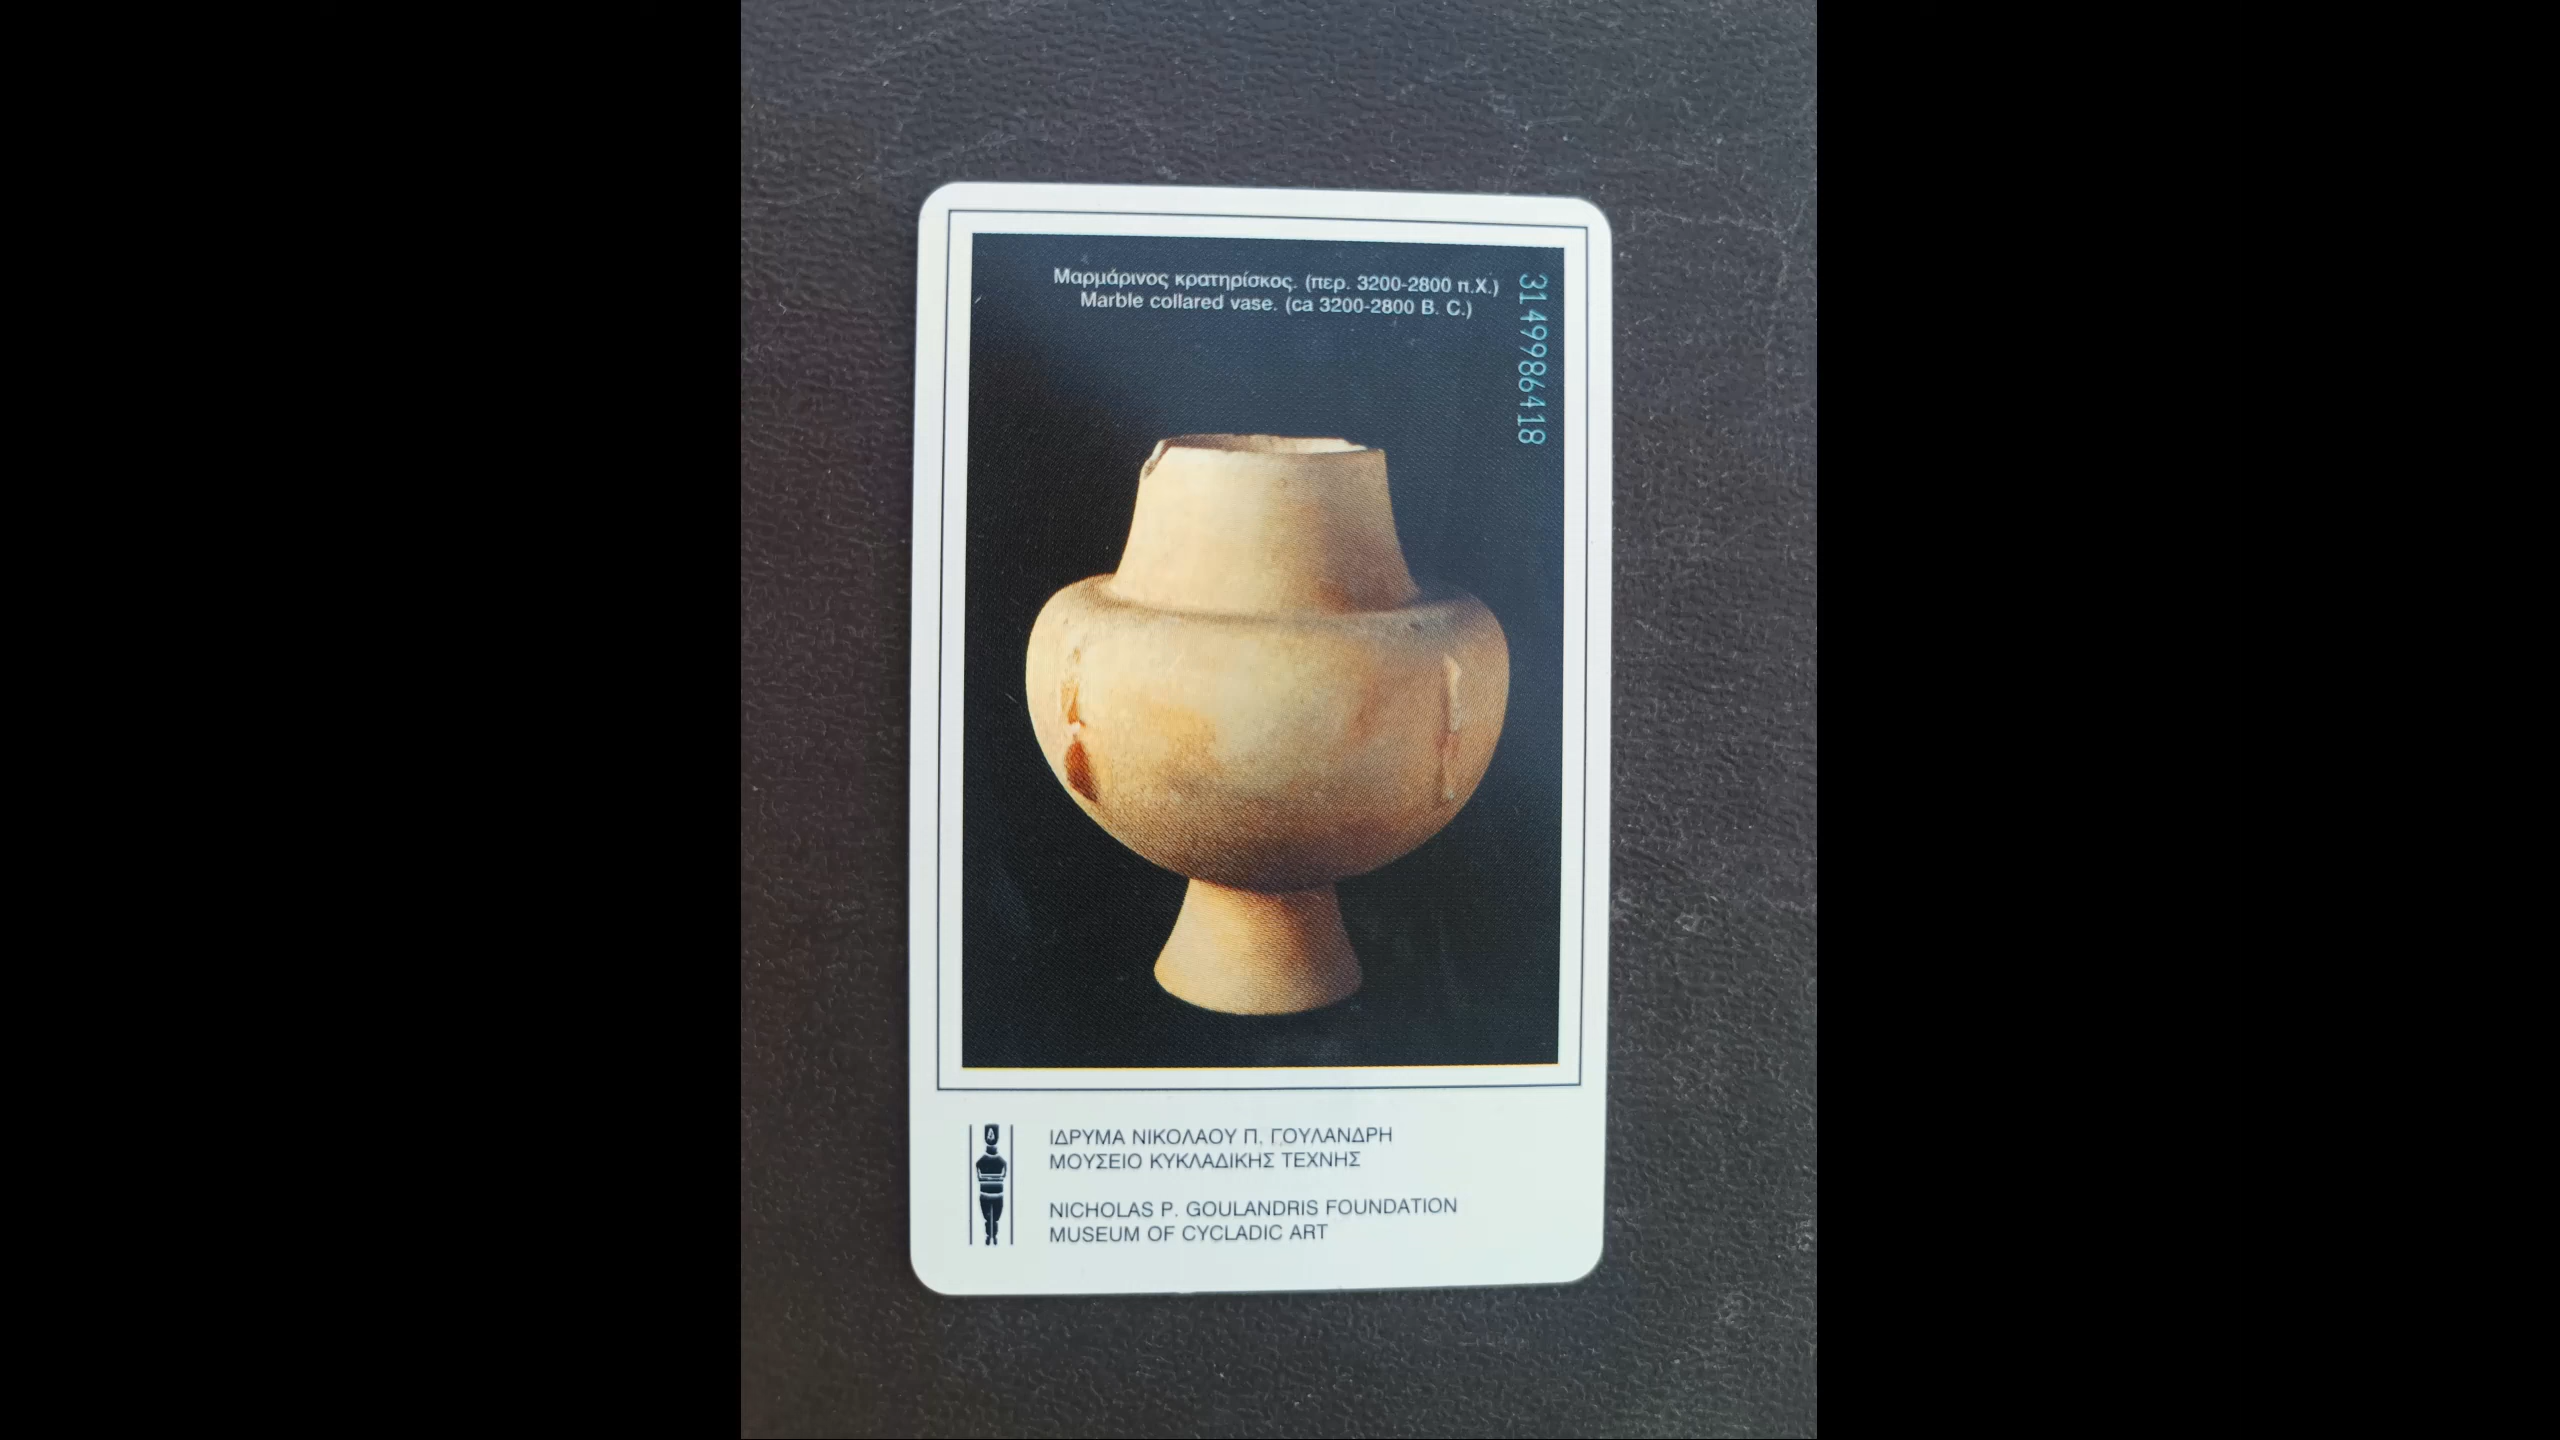 Μαρμάρινος κρατηρίσκος. (περ. 3200-2800 π.Χ.)
Marble collared vase. (ca 3200-2800 B. C.)
3149986418
ΙΔΡΥΜΑ ΝΙΚΟΛΑΟΥ Π. ΓΟΥΛΑΝΔΡΗ
ΜΟΥΣΕΙΟ ΚΥΚΛΑΔΙΚΗΣ ΤΕΧΝΗΣ
NICHOLAS P. GOULANDRIS FOUNDATION
MUSEUM OF CYCLADIC ART